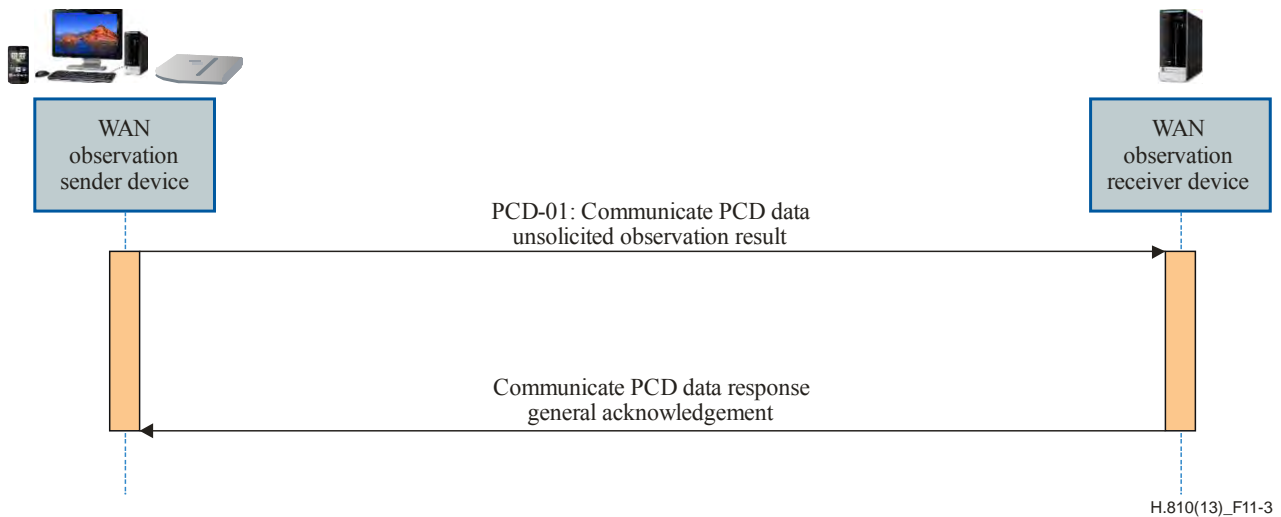 WAN
observation
sender device
WAN
observation
receiver device
PCD-01: Communicate PCD data
unsolicited observation result
Communicate PCD data response
general acknowledgement
H.810(13)_F11-3